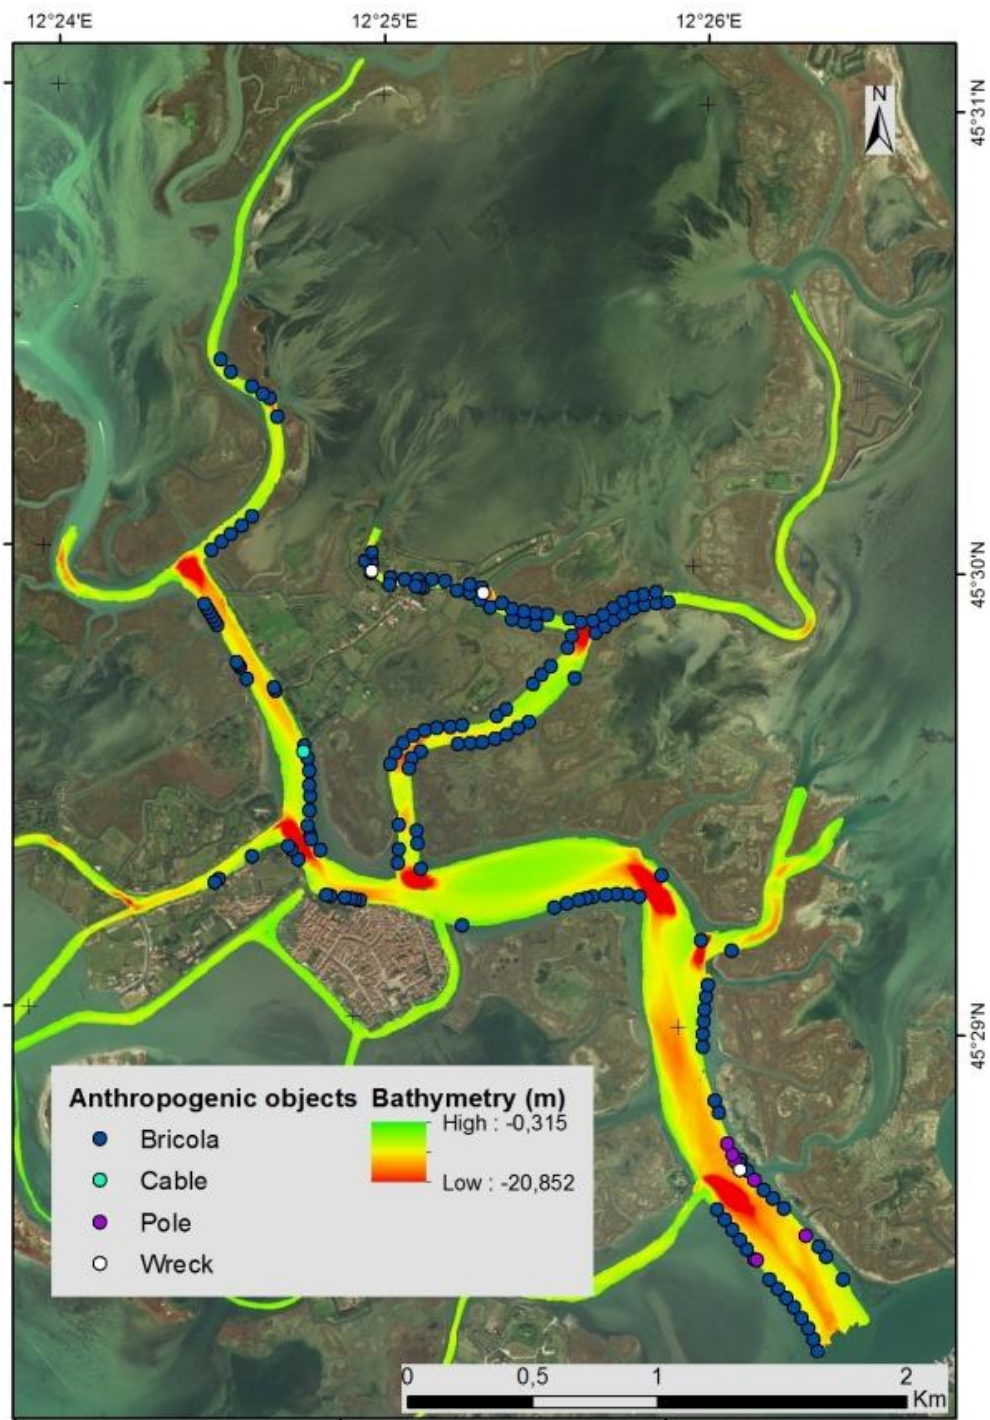 12°24'E 12°25'E 12°26'E
N
45°31'N
45°30'N
45°29'N
Anthropogenic objects Bathymetry (m)
High : -0,315
Bricola
Cable
Low : -20,852
Pole
Wreck
0 0,5 1 2
Km